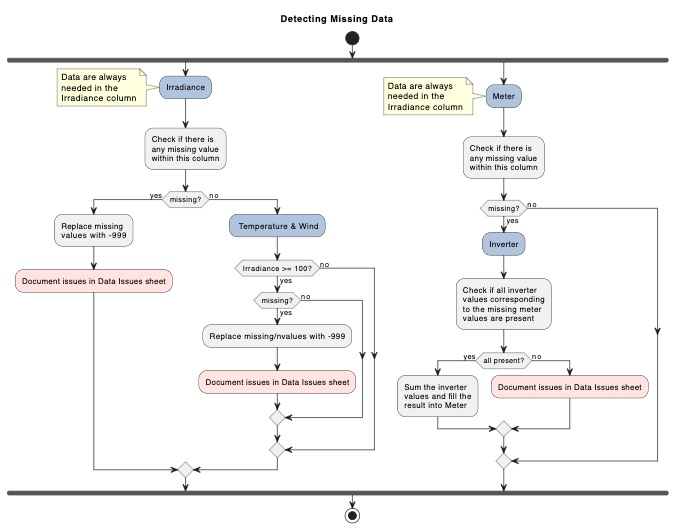 Detecting Missing Data
Data are always
needed in the
Irradiance column
Irradiance
Check if there is
any missing value
within this column
missing?
yes
no
Replace missing
values with -999
Document issues in Data Issues sheet
Temperature & Wind
Irradiance >= 100?
no
yes
missing?
no
yes
Replace missing/nvalues with -999
Document issues in Data Issues sheet
Data are always
needed in the
Irradiance column
Meter
Check if there is
any missing value
within this column
missing?
no
yes
Inverter
Check if all inverter
values corresponding
to the missing meter
values are present
yes
all present?
no
Sum the inverter
values and fill the
result into Meter
Document issues in Data Issues sheet